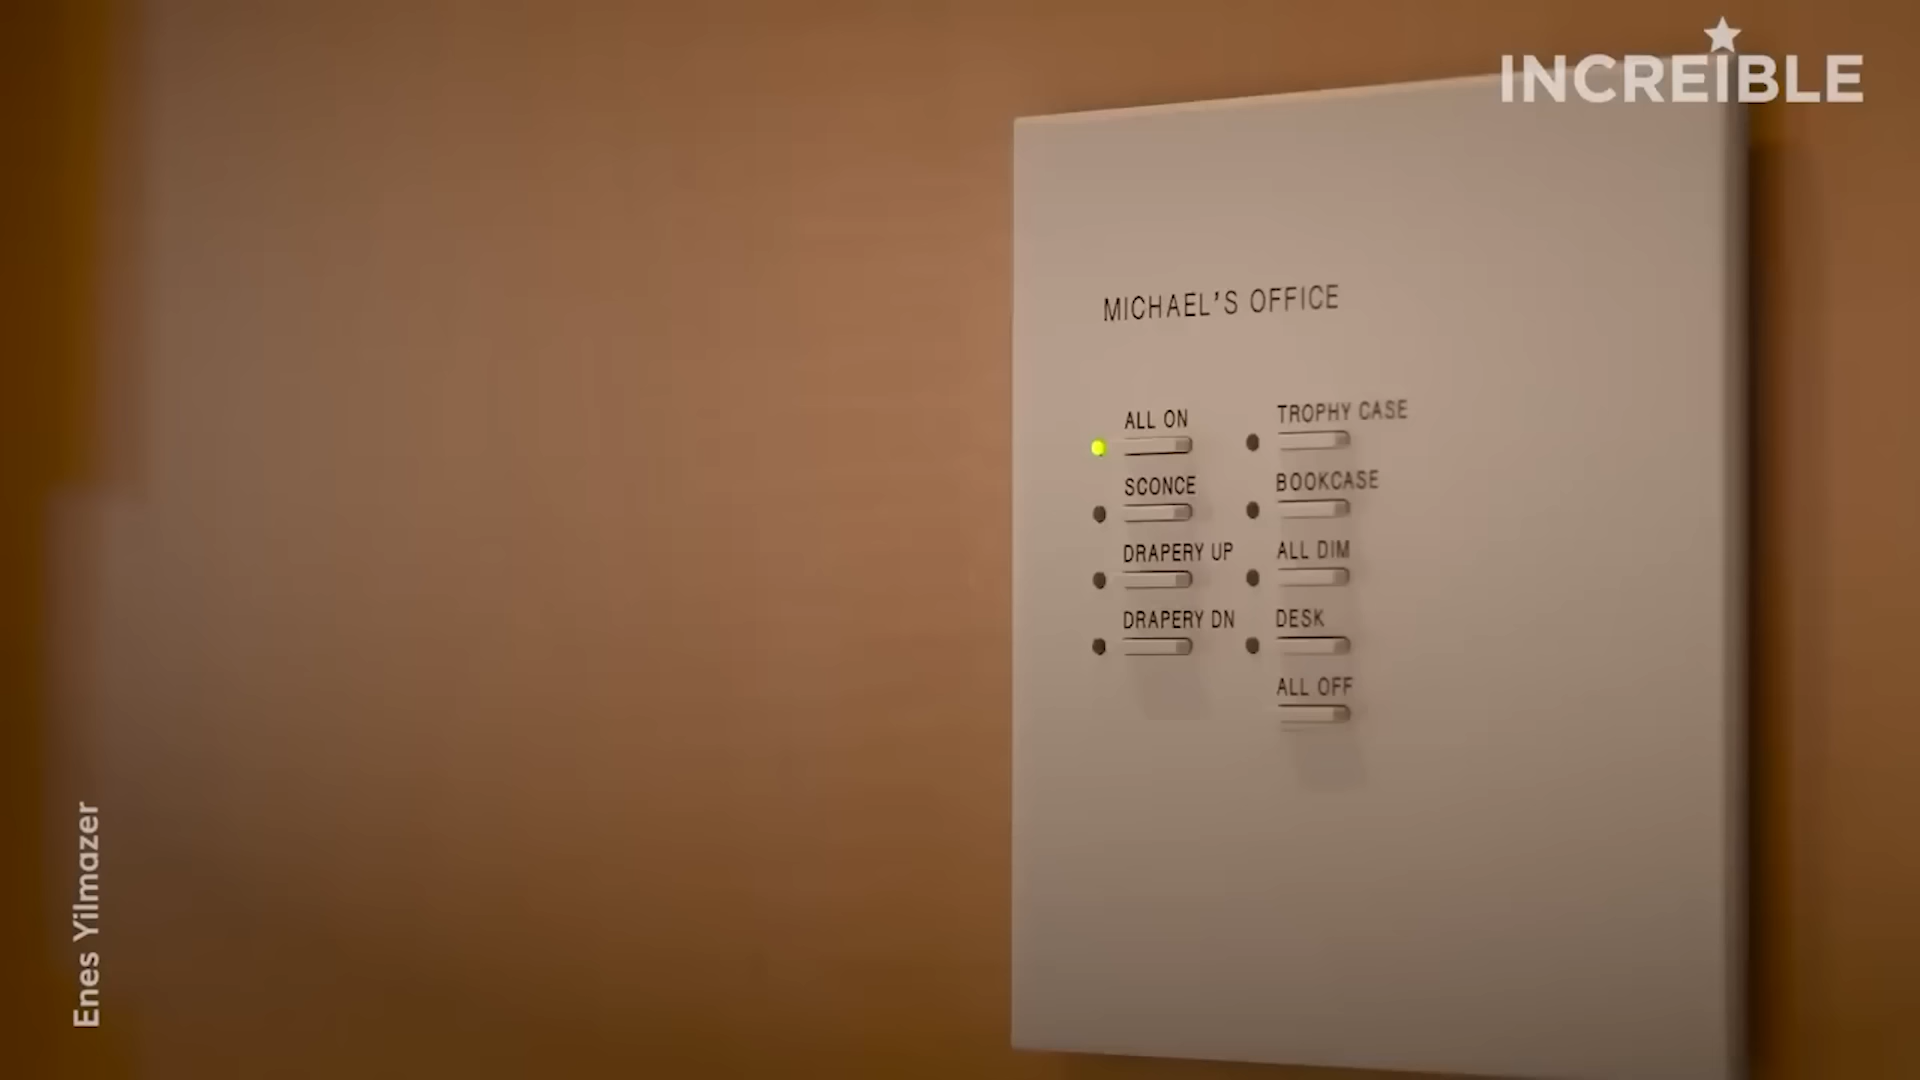 INCREÍBLE
MICHAEL'S OFFICE
ALL ON
SCONCE
DRAPERY UP
DRAPERY DN
TROPHY CASE
BOOKCASE
ALL DIM
DESK
ALL OFF
Enes Yilmazer